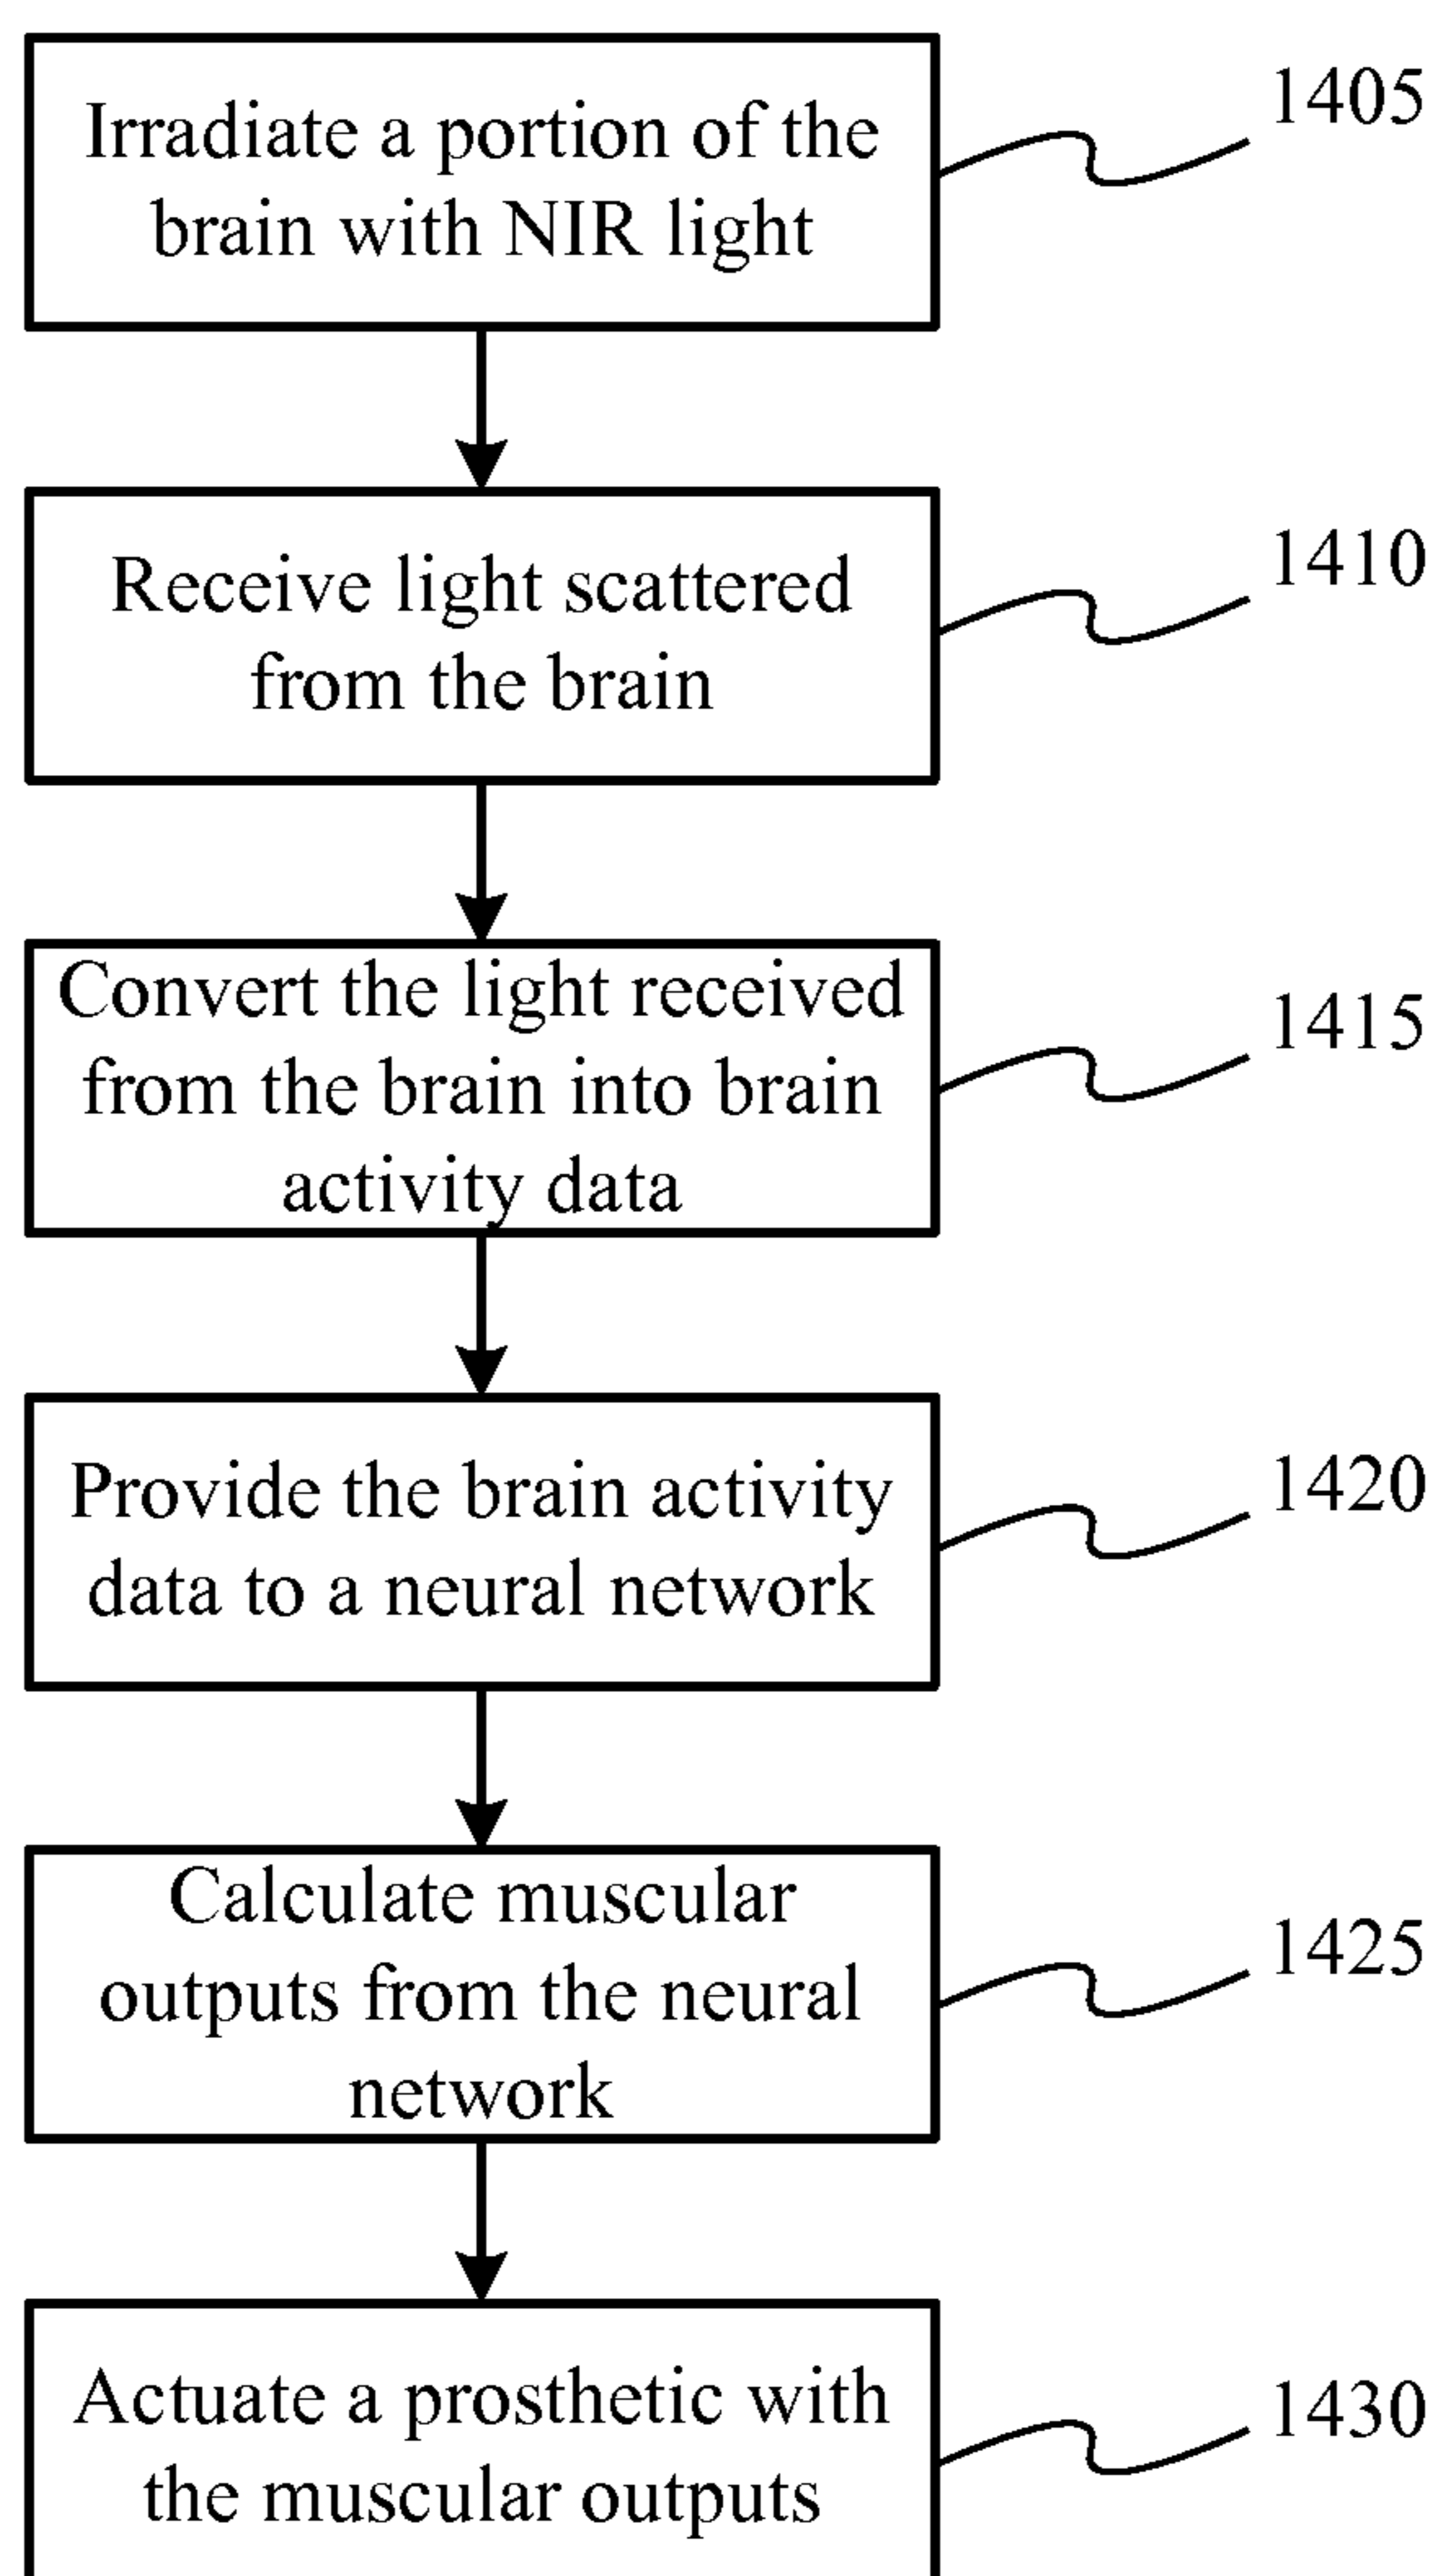 Irradiate a portion of the
brain with NIR light
1405
Receive light scattered
from the brain
1410
Convert the light received
from the brain into brain
activity data
1415
Provide the brain activity
data to a neural network
1420
Calculate muscular
outputs from the neural
network
1425
Actuate a prosthetic with
the muscular outputs
1430